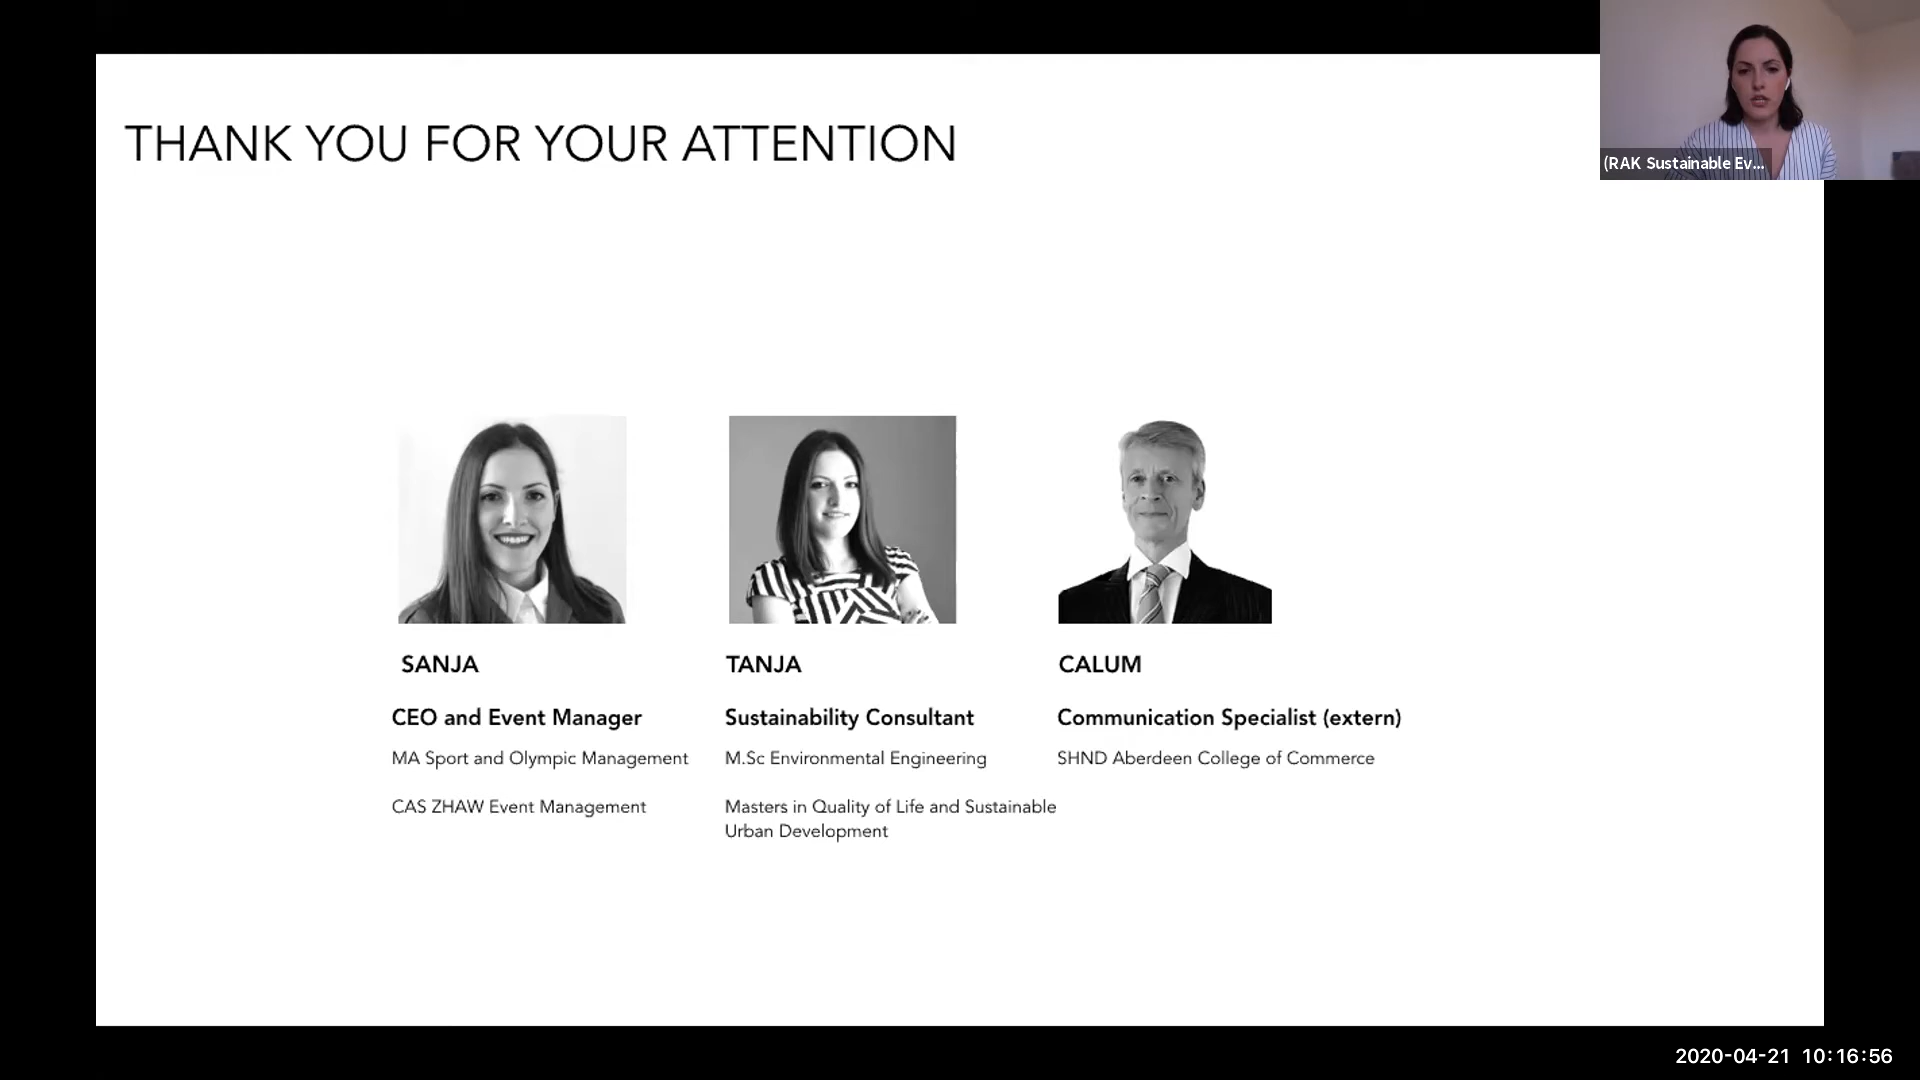 THANK YOU FOR YOUR ATTENTION
(RAK Sustainable Ev...
SANJA
CEO and Event Manager
MA Sport and Olympic Management
CAS ZHAW Event Management
TANJA
Sustainability Consultant
M.Sc Environmental Engineering
Masters in Quality of Life and Sustainable
Urban Development
CALUM
Communication Specialist (extern)
SHND Aberdeen College of Commerce
2020-04-21 10:16:56